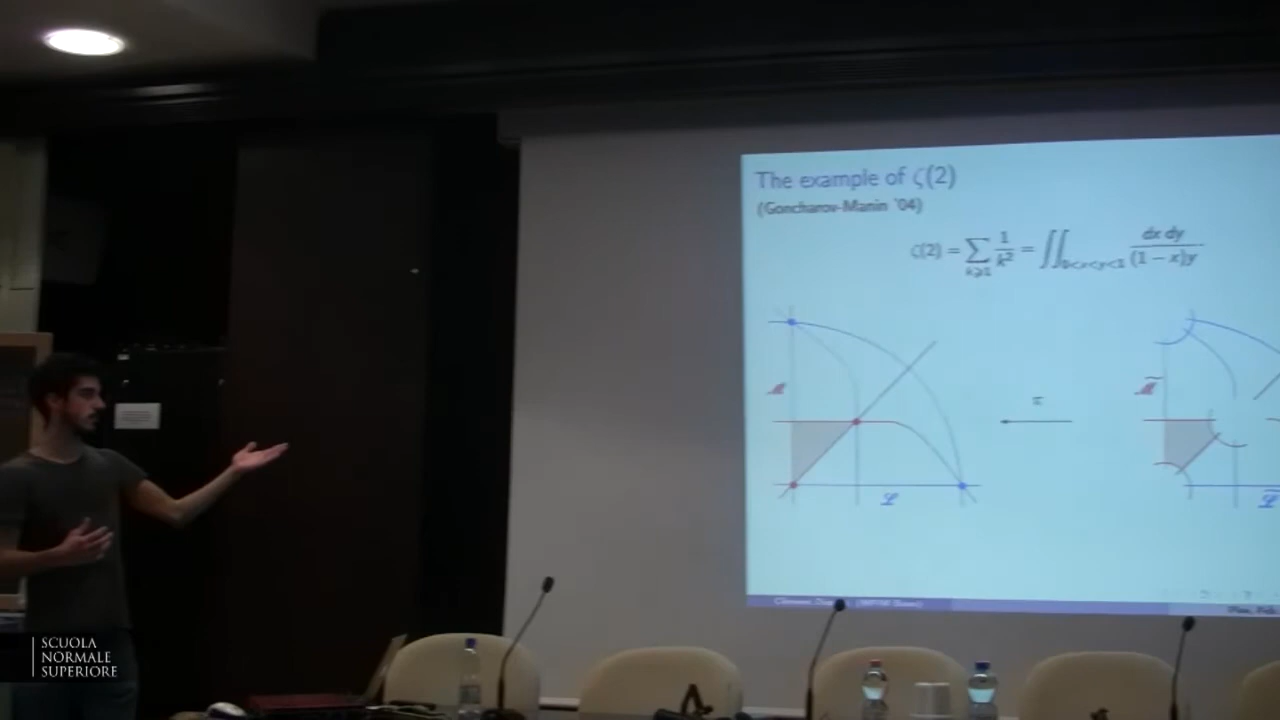 The example of ζ(2)
(Goncharov-Manin '04)
ζ(2) = ∑ k⩾1 1/k² = ∬ 0<x<y<1 dx dy / (1 − x)y
ℳ
π
ℳ̃
ℒ
ℒ̃
SCUOLA
NORMALE
SUPERIORE